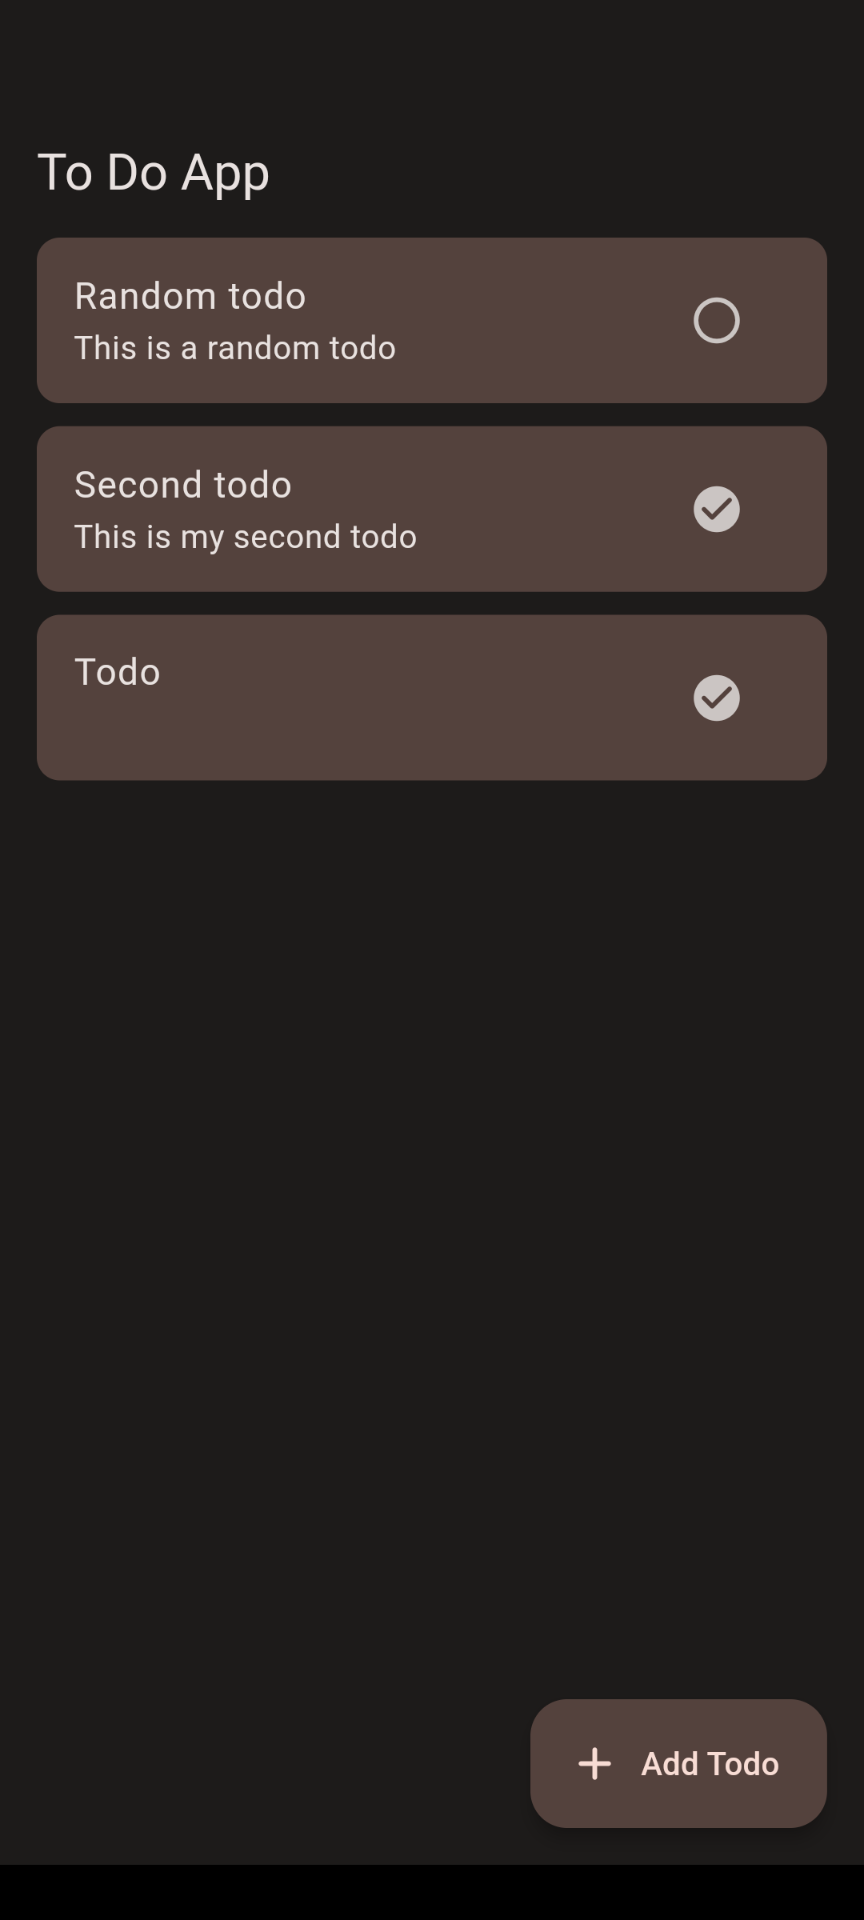 To Do App
Random todo
This is a random todo
Second todo
This is my second todo
Todo
Add Todo